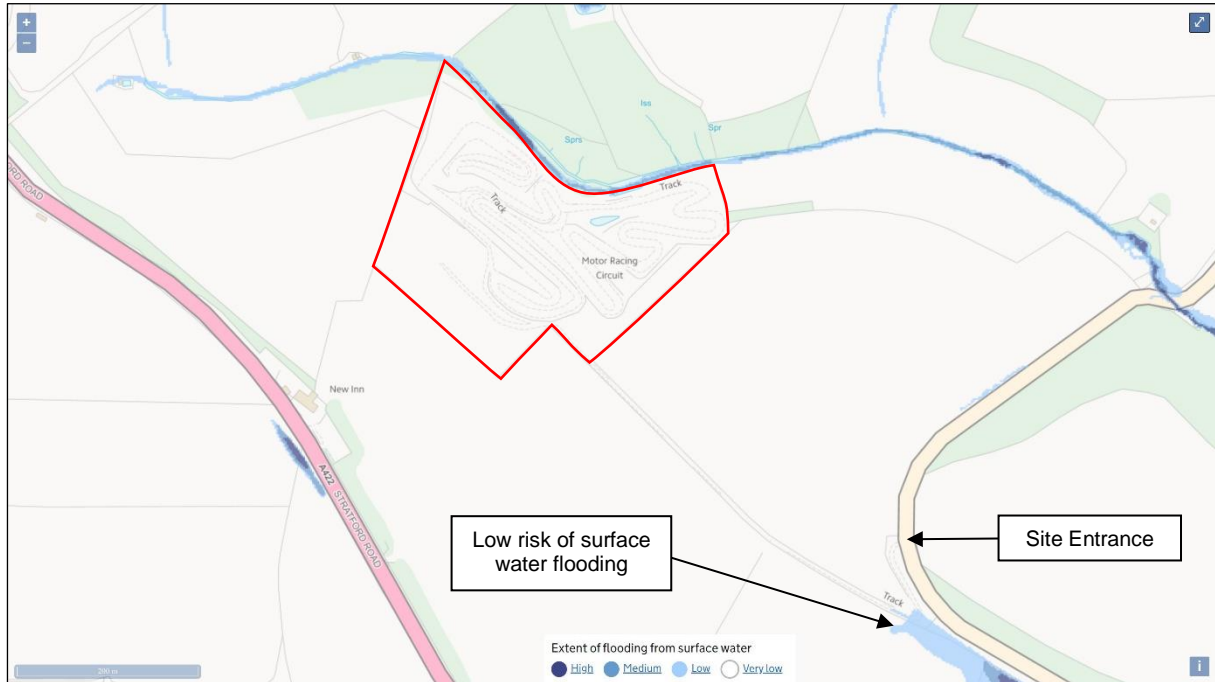 +
−
Iss
Spr
Sprs
Track
Track
Motor Racing
Circuit
FORD ROAD
New Inn
A422 STRATFORD ROAD
Low risk of surface
water flooding
Site Entrance
Track
Extent of flooding from surface water
High Medium Low Very low
i